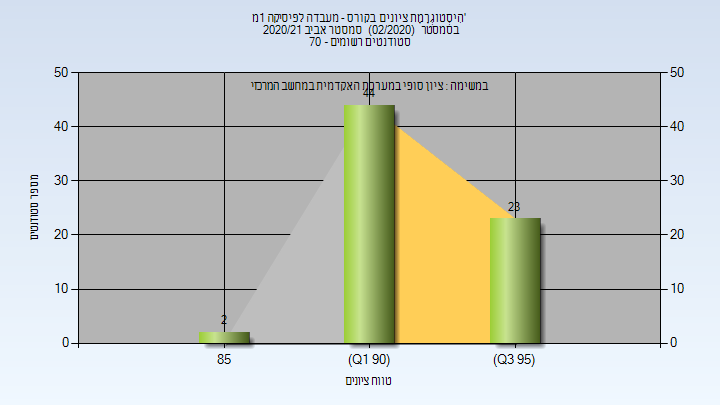 היסטוגרמת ציונים בקורס - מעבדה לפיסיקה 1מ'
בסמסטר (02/2020) סמסטר אביב 2020/21
סטודנטים רשומים - 70
במשימה : ציון סופי במערכת האקדמית במחשב המרכזי
50
40
30
20
10
0
50
40
30
20
10
0
מספר סטודנטים
2
44
23
85
(Q1 90)
(Q3 95)
טווח ציונים